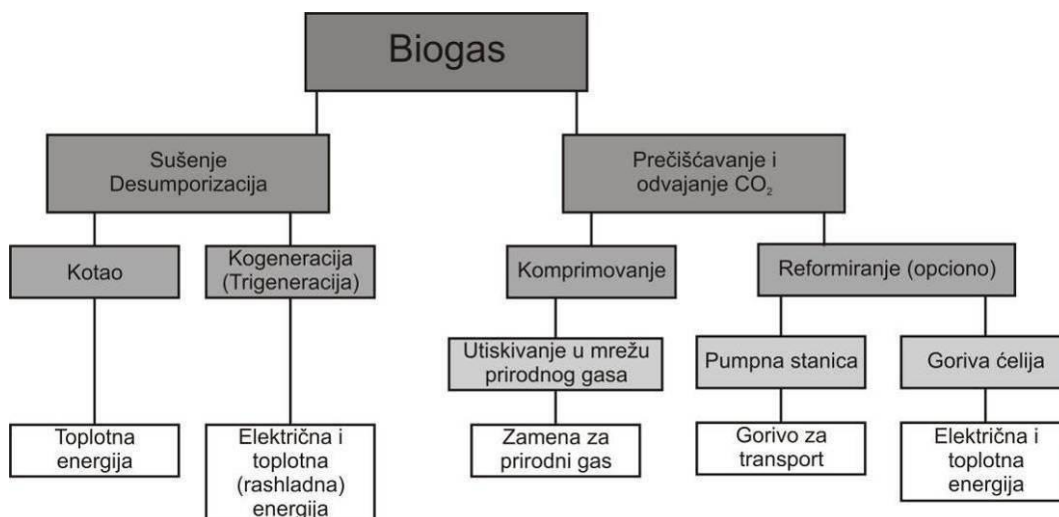 Biogas
Sušenje
Desumporizacija
Prečišćavanje i
odvajanje CO₂
Kotao
Kogeneracija
(Trigeneracija)
Komprimovanje
Reformiranje (opciono)
Utiskivanje u mrežu
prirodnog gasa
Pumpna stanica
Goriva ćelija
Toplotna
energija
Električna i
toplotna
(rashladna)
energija
Zamena za
prirodni gas
Gorivo za
transport
Električna i
toplotna
energija